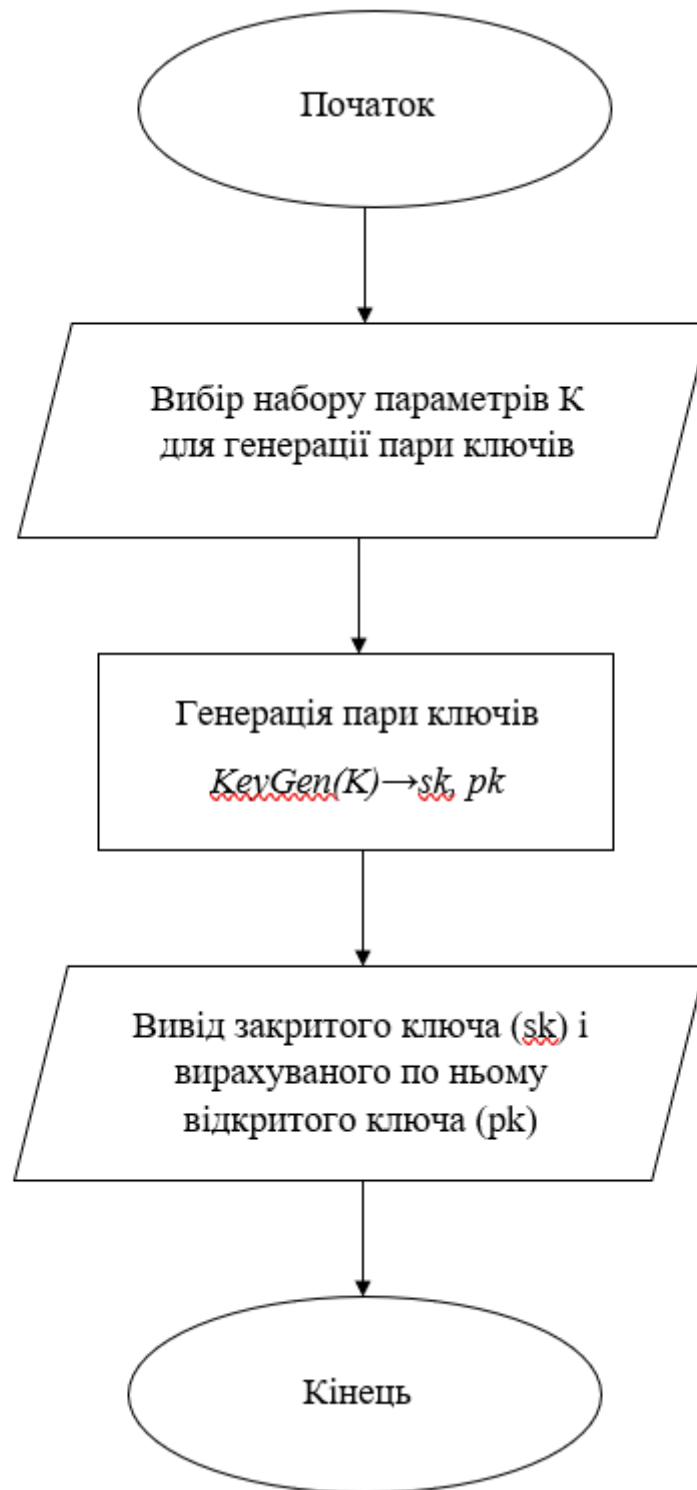 Початок
Вибір набору параметрів К
для генерації пари ключів
Генерація пари ключів
KeyGen(K)→sk, pk
Вивід закритого ключа (sk) і
вирахуваного по ньому
відкритого ключа (pk)
Кінець